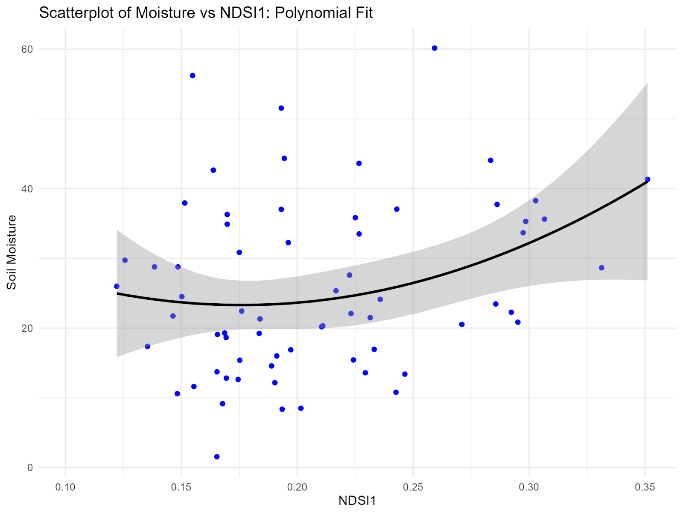 Scatterplot of Moisture vs NDSI1: Polynomial Fit
60
40
20
0
Soil Moisture
0.10 0.15 0.20 0.25 0.30 0.35
NDSI1